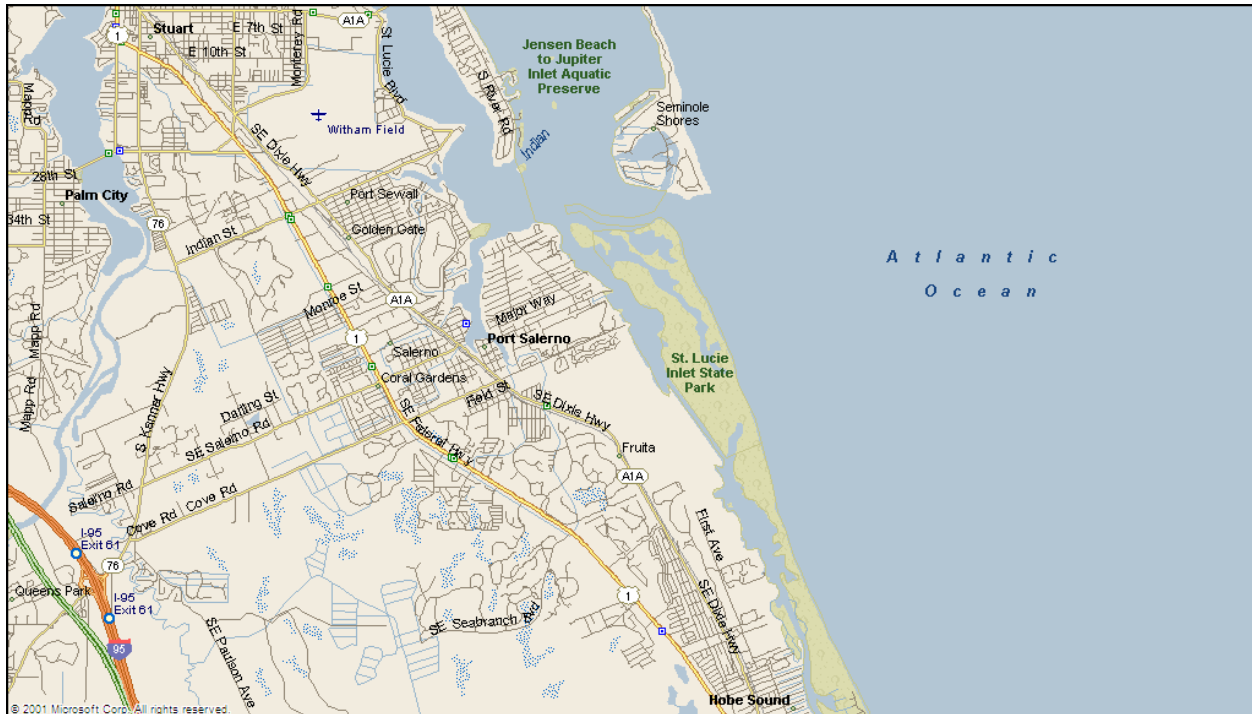 Stuart
1
E 7th St
A1A
E 10th St
Monterey Rd
St Lucie Blvd
S River Rd
Jensen Beach
to Jupiter
Inlet Aquatic
Preserve
Mapp Rd
Witham Field
Seminole
Shores
Indian
SE Dixie Hwy
28th St
Palm City
Port Sewall
34th St
76
Indian St
Golden Gate
Atlantic
Ocean
Monroe St
A1A
Major Way
Mapp Rd
1
Salerno
Port Salerno
St. Lucie
Inlet State
Park
Mapp Rd
S Kanner Hwy
Coral Gardens
Darling St
Field St
SE Dixie Hwy
SE Salerno Rd
SE Federal Hwy
Fruita
A1A
Salerno Rd
Cove Rd
Cove Rd
First Ave
I-95
Exit 61
76
Queens Park
I-95
Exit 61
1
SE Seabranch Blvd
SE Dixie Hwy
SE Paulson Ave
95
Hobe Sound
© 2001 Microsoft Corp. All rights reserved.